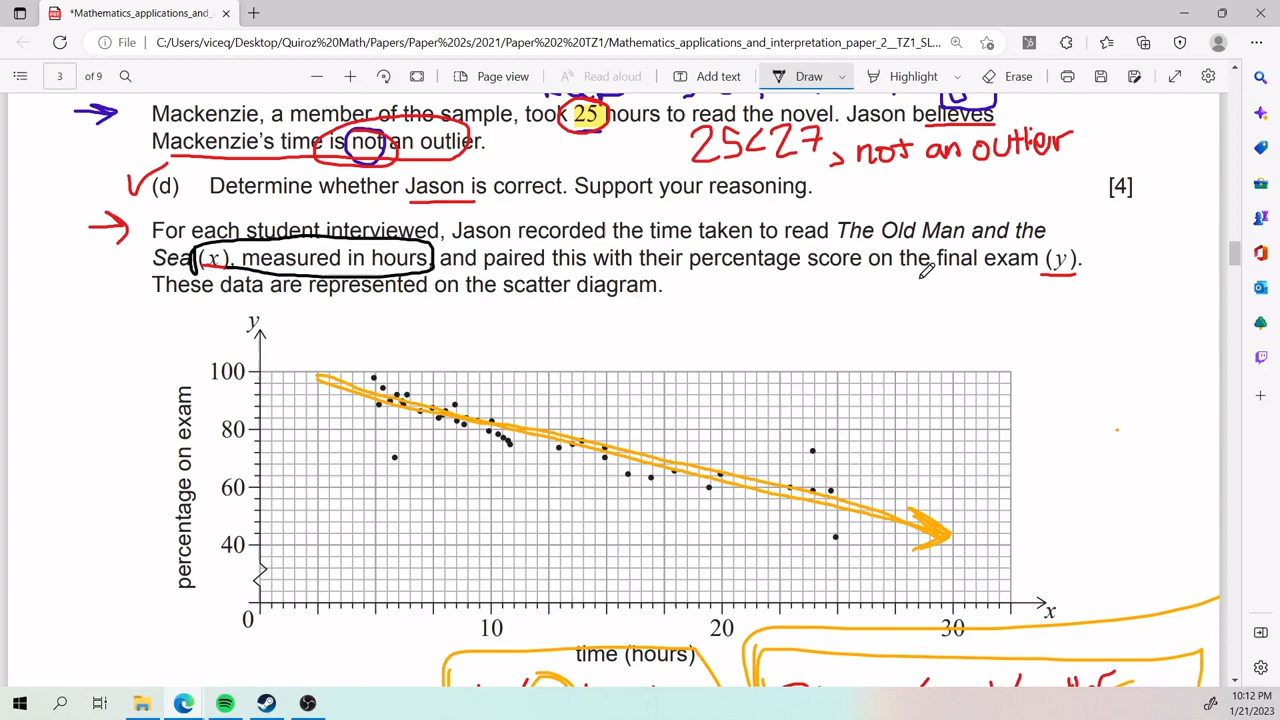 *Mathematics_applications_and_
File
C:/Users/viceq/Desktop/Quiroz%20Math/Papers/Paper%202s/2021/Paper%202%20TZ1/Mathematics_applications_and_interpretation_paper_2__TZ1_SL...
3 of 9
Page view
Read aloud
Add text
Draw
Highlight
Erase
Mackenzie, a member of the sample, took 25 hours to read the novel. Jason believes
Mackenzie's time is not an outlier.
25<27, not an outlier
(d) Determine whether Jason is correct. Support your reasoning. [4]
For each student interviewed, Jason recorded the time taken to read The Old Man and the
Sea (x), measured in hours, and paired this with their percentage score on the final exam (y).
These data are represented on the scatter diagram.
y
100
80
60
40
percentage on exam
0
10
20
30
x
time (hours)
10:12 PM
1/21/2023